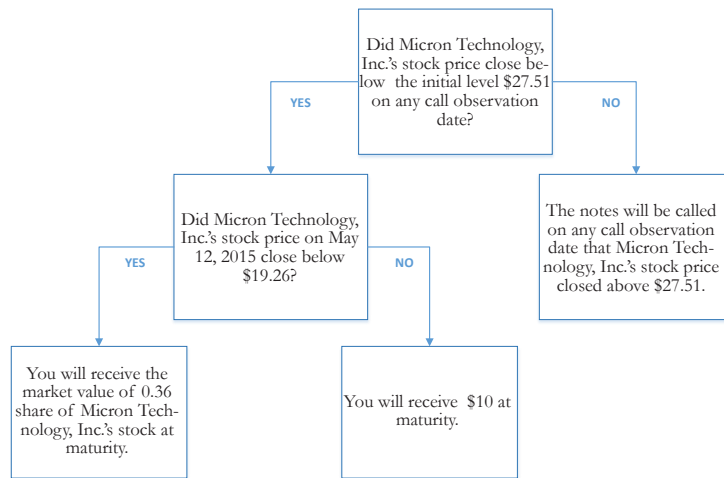 Did Micron Technology,
Inc.'s stock price close be-
low the initial level $27.51
on any call observation
date?
YES
NO
Did Micron Technology,
Inc.'s stock price on May
12, 2015 close below
$19.26?
The notes will be called
on any call observation
date that Micron Tech-
nology, Inc.'s stock price
closed above $27.51.
YES
NO
You will receive the
market value of 0.36
share of Micron Tech-
nology, Inc.'s stock at
maturity.
You will receive $10 at
maturity.